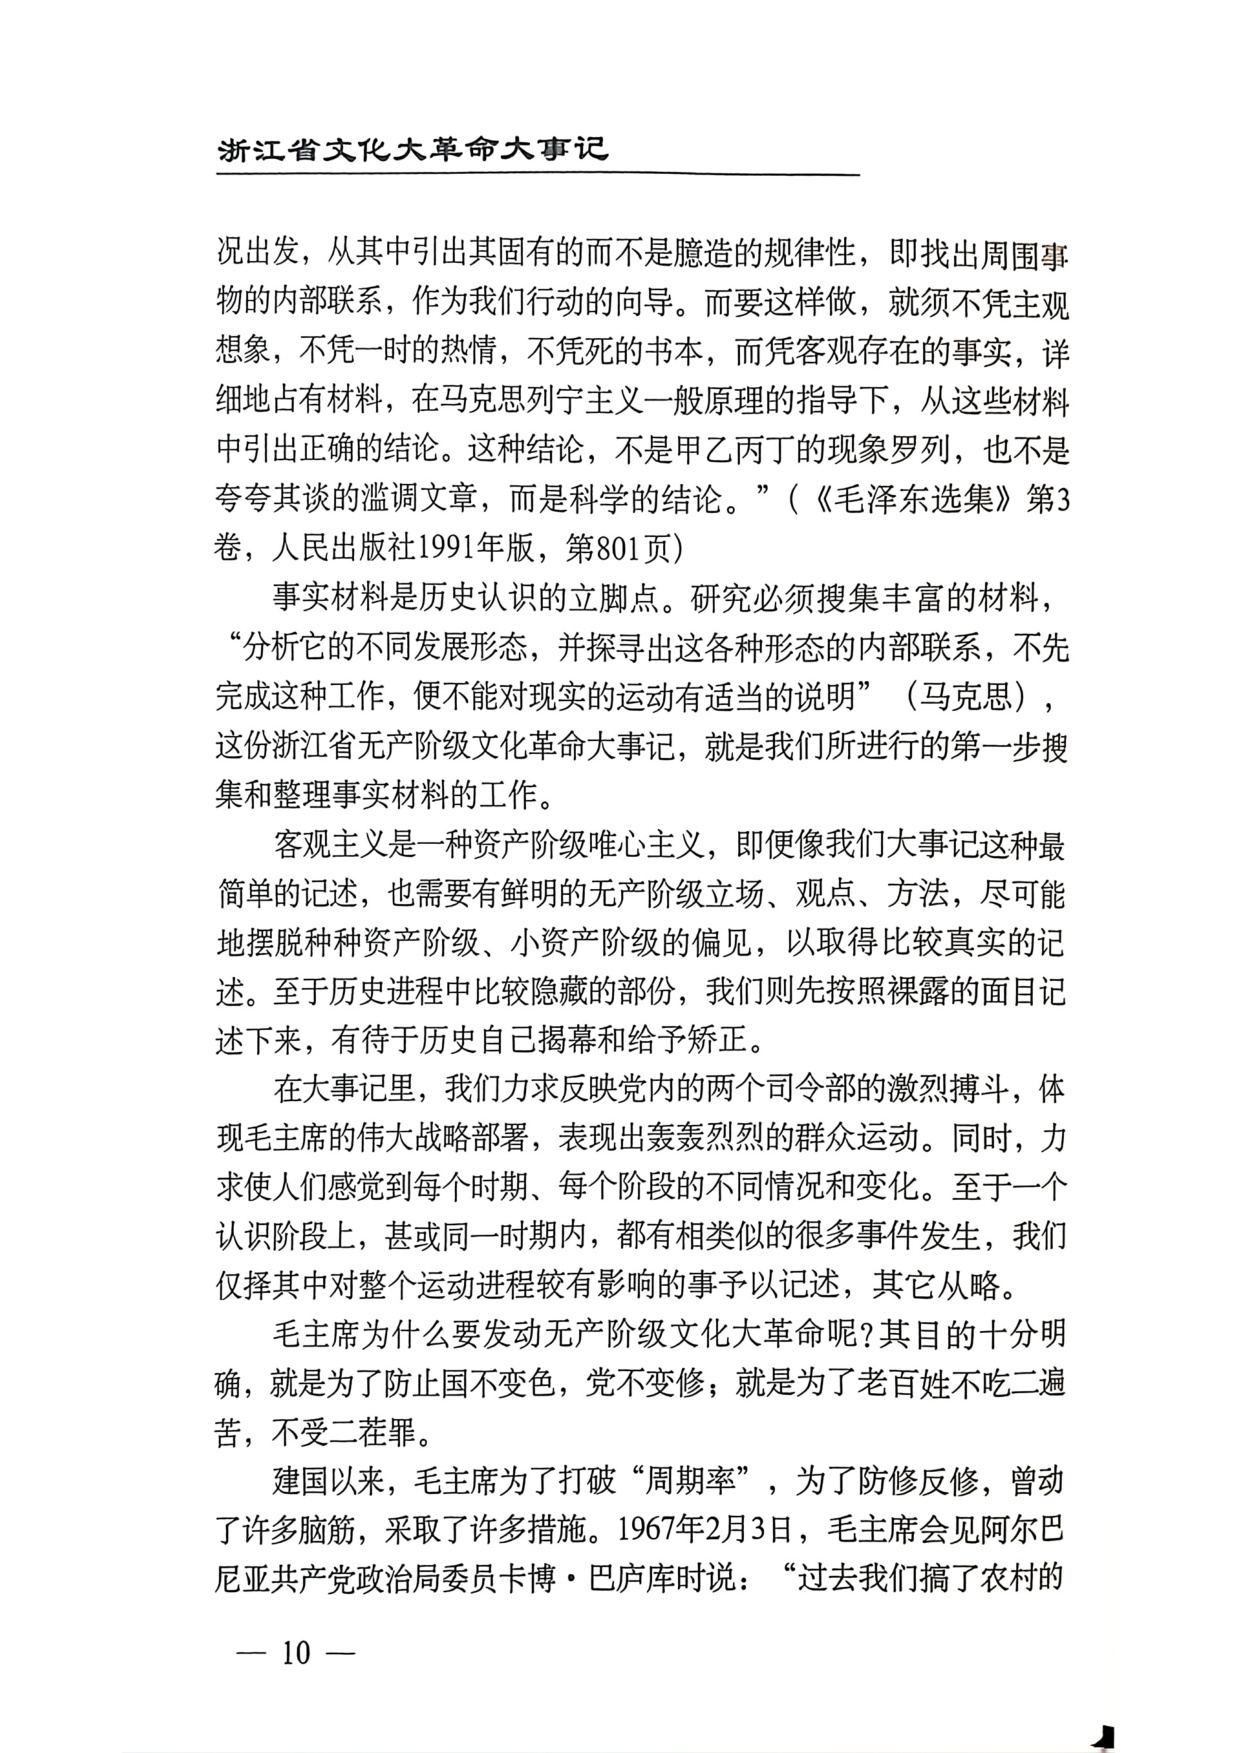 浙江省文化大革命大事记
况出发，从其中引出其固有的而不是臆造的规律性，即找出周围事
物的内部联系，作为我们行动的向导。而要这样做，就须不凭主观
想象，不凭一时的热情，不凭死的书本，而凭客观存在的事实，详
细地占有材料，在马克思列宁主义一般原理的指导下，从这些材料
中引出正确的结论。这种结论，不是甲乙丙丁的现象罗列，也不是
夸夸其谈的滥调文章，而是科学的结论。”（《毛泽东选集》第3
卷，人民出版社1991年版，第801页）
事实材料是历史认识的立脚点。研究必须搜集丰富的材料，
“分析它的不同发展形态，并探寻出这各种形态的内部联系，不先
完成这种工作，便不能对现实的运动有适当的说明”（马克思），
这份浙江省无产阶级文化革命大事记，就是我们所进行的第一步搜
集和整理事实材料的工作。
客观主义是一种资产阶级唯心主义，即便像我们大事记这种最
简单的记述，也需要有鲜明的无产阶级立场、观点、方法，尽可能
地摆脱种种资产阶级、小资产阶级的偏见，以取得比较真实的记
述。至于历史进程中比较隐藏的部份，我们则先按照裸露的面目记
述下来，有待于历史自己揭幕和给予矫正。
在大事记里，我们力求反映党内的两个司令部的激烈搏斗，体
现毛主席的伟大战略部署，表现出轰轰烈烈的群众运动。同时，力
求使人们感觉到每个时期、每个阶段的不同情况和变化。至于一个
认识阶段上，甚或同一时期内，都有相类似的很多事件发生，我们
仅择其中对整个运动进程较有影响的事予以记述，其它从略。
毛主席为什么要发动无产阶级文化大革命呢？其目的十分明
确，就是为了防止国不变色，党不变修；就是为了老百姓不吃二遍
苦，不受二茬罪。
建国以来，毛主席为了打破“周期率”，为了防修反修，曾动
了许多脑筋，采取了许多措施。1967年2月3日，毛主席会见阿尔巴
尼亚共产党政治局委员卡博·巴庐库时说：“过去我们搞了农村的
— 10 —